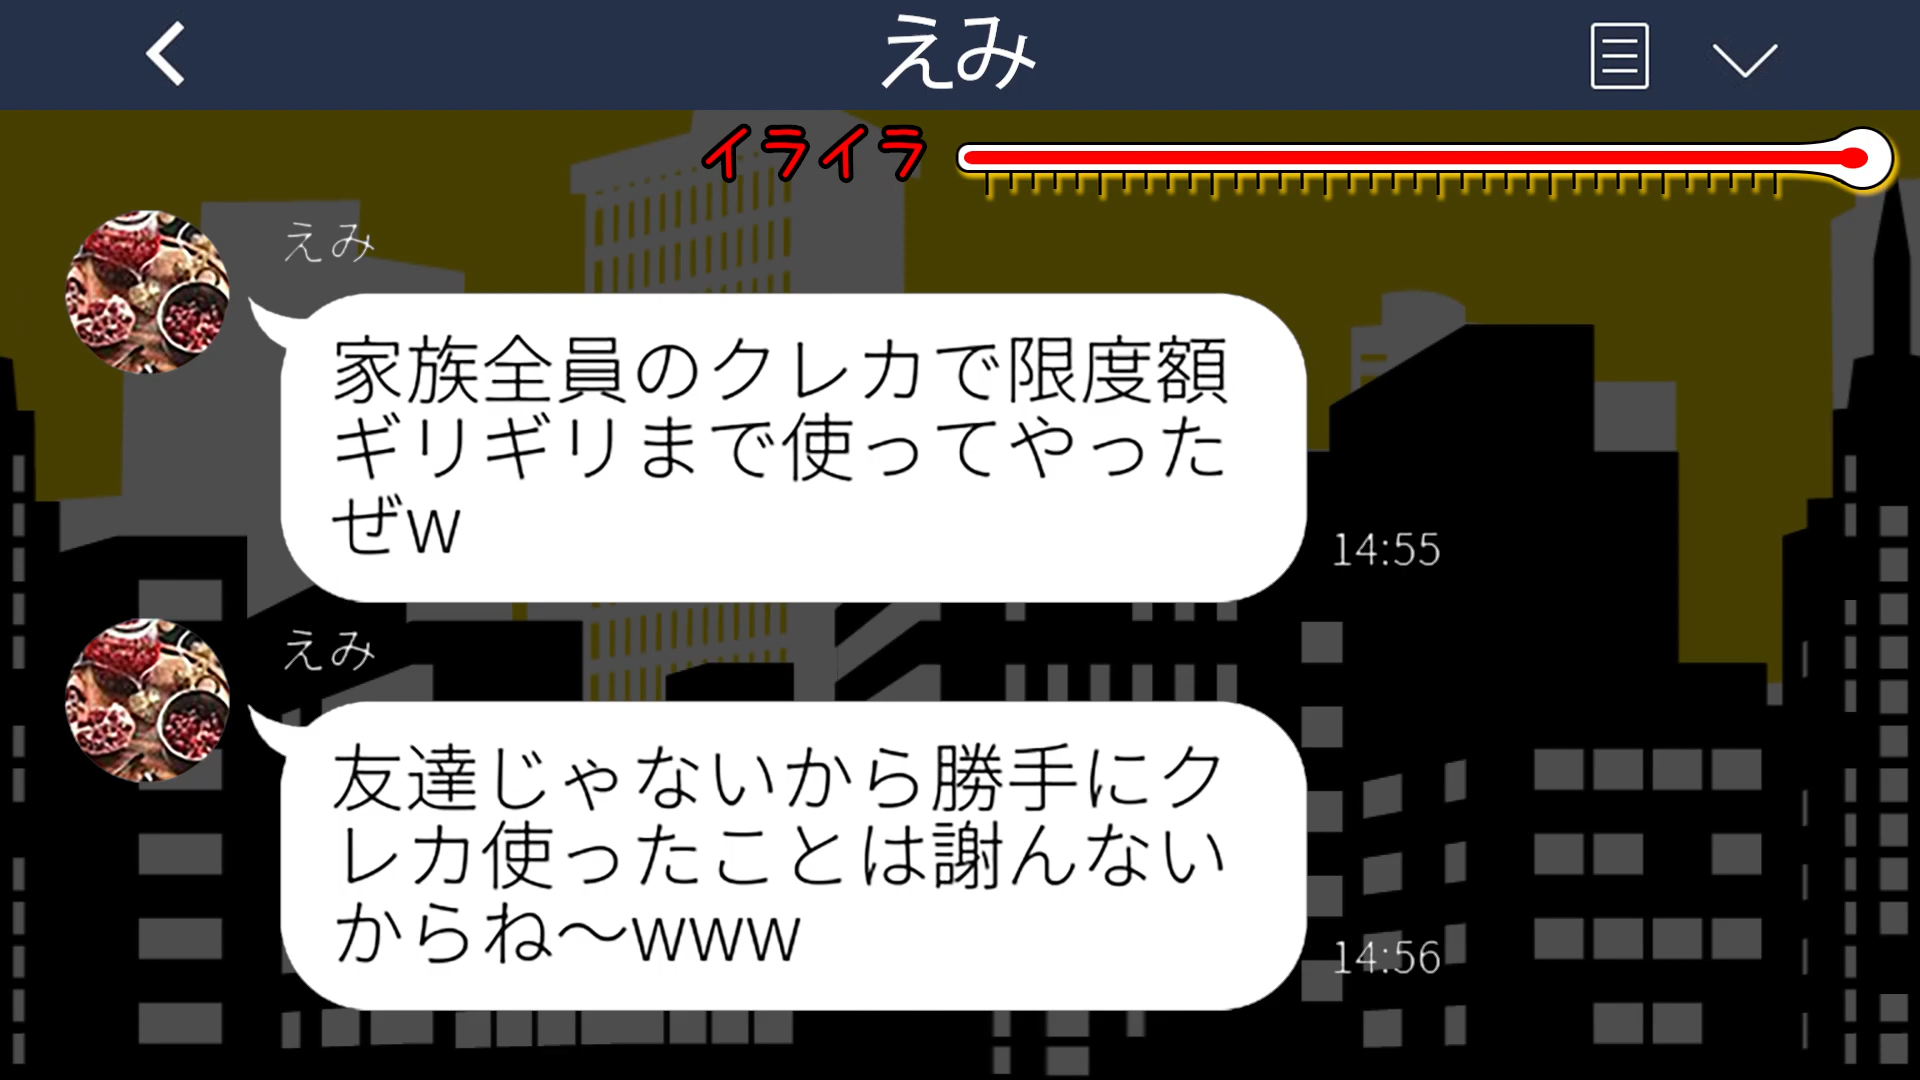 えみ
イライラ
えみ
家族全員のクレカで限度額
ギリギリまで使ってやった
ぜw
14:55
えみ
友達じゃないから勝手にク
レカ使ったことは謝んない
からね〜www
14:56